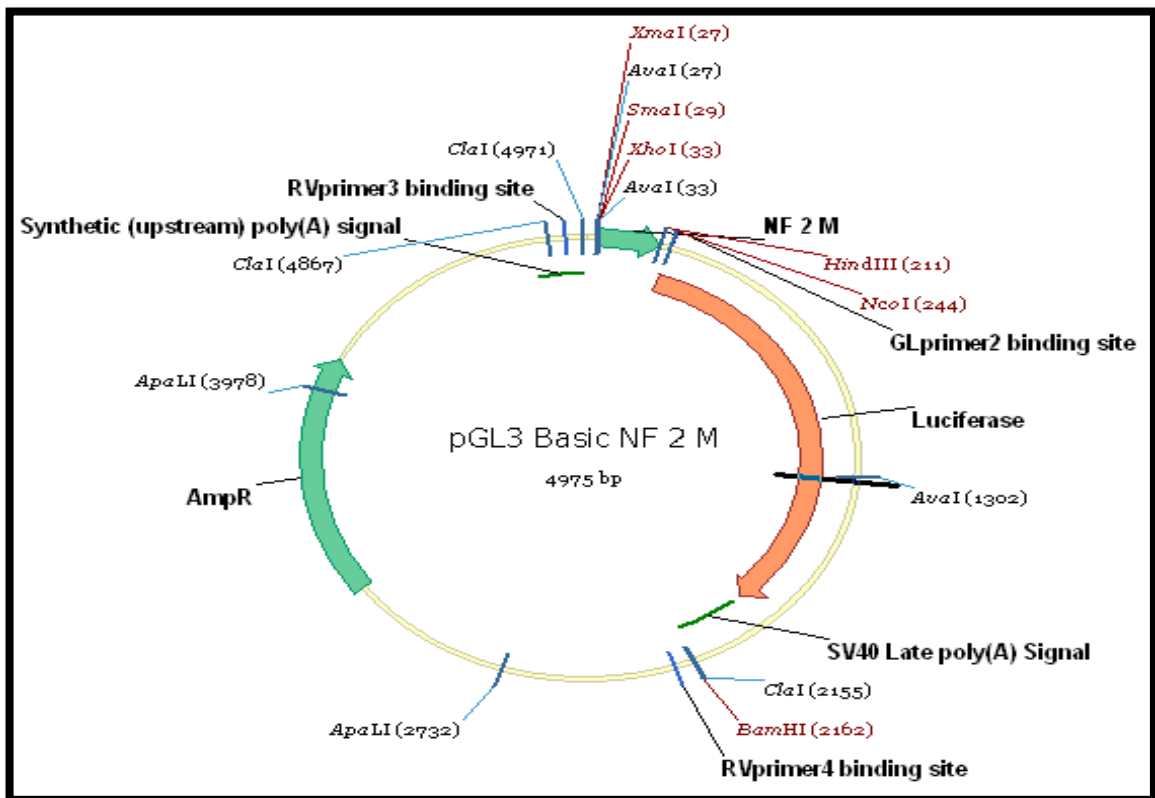 XmaI (27)
AvaI (27)
SmaI (29)
XhoI (33)
AvaI (33)
ClaI (4971)
RVprimer3 binding site
Synthetic (upstream) poly(A) signal
NF 2 M
ClaI (4867)
HindIII (211)
NcoI (244)
GLprimer2 binding site
ApaLI (3978)
Luciferase
pGL3 Basic NF 2 M
4975 bp
AmpR
AvaI (1302)
SV40 Late poly(A) Signal
ClaI (2155)
ApaLI (2732)
BamHI (2162)
RVprimer4 binding site